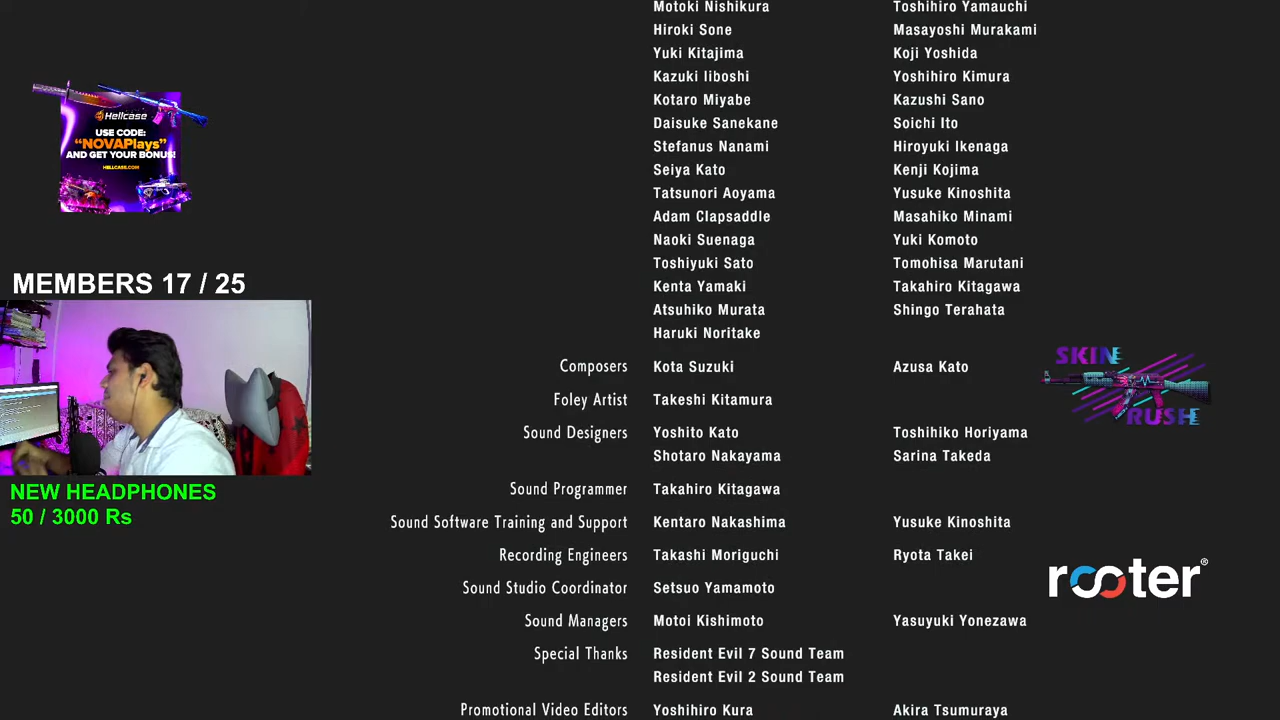 Motoki Nishikura Toshihiro Yamauchi
Hiroki Sone Masayoshi Murakami
Yuki Kitajima Koji Yoshida
Kazuki Iiboshi Yoshihiro Kimura
Kotaro Miyabe Kazushi Sano
Daisuke Sanekane Soichi Ito
Stefanus Nanami Hiroyuki Ikenaga
Seiya Kato Kenji Kojima
Tatsunori Aoyama Yusuke Kinoshita
Adam Clapsaddle Masahiko Minami
Naoki Suenaga Yuki Komoto
Toshiyuki Sato Tomohisa Marutani
Kenta Yamaki Takahiro Kitagawa
Atsuhiko Murata Shingo Terahata
Haruki Noritake
Composers Kota Suzuki Azusa Kato
Foley Artist Takeshi Kitamura
Sound Designers Yoshito Kato Toshihiko Horiyama
Shotaro Nakayama Sarina Takeda
Sound Programmer Takahiro Kitagawa
Sound Software Training and Support Kentaro Nakashima Yusuke Kinoshita
Recording Engineers Takashi Moriguchi Ryota Takei
Sound Studio Coordinator Setsuo Yamamoto
Sound Managers Motoi Kishimoto Yasuyuki Yonezawa
Special Thanks Resident Evil 7 Sound Team
Resident Evil 2 Sound Team
Promotional Video Editors Yoshihiro Kura Akira Tsumuraya
Hellcase
USE CODE:
"NOVAPlays"
AND GET YOUR BONUS!
HELLCASE.COM
MEMBERS 17 / 25
NEW HEADPHONES
50 / 3000 Rs
SKIN
RUSH
rooter®